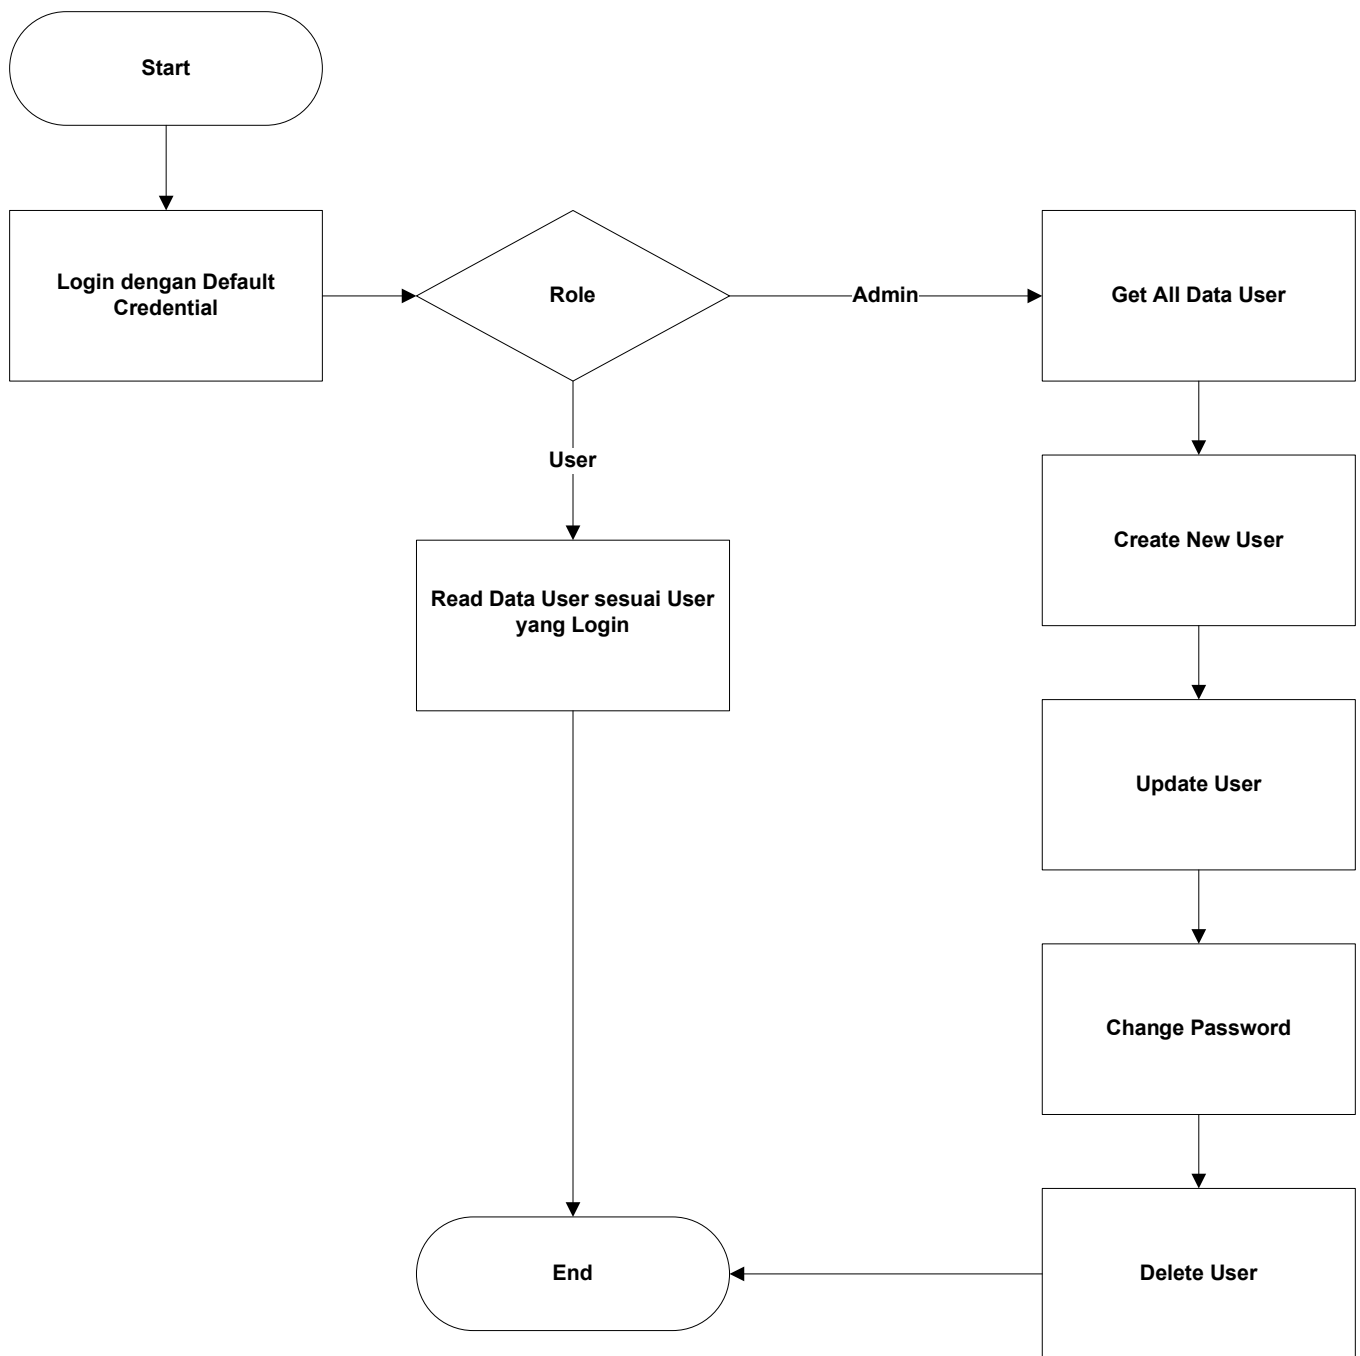 Start
Login dengan Default
Credential
Role
Admin
Get All Data User
User
Create New User
Read Data User sesuai User
yang Login
Update User
Change Password
End
Delete User